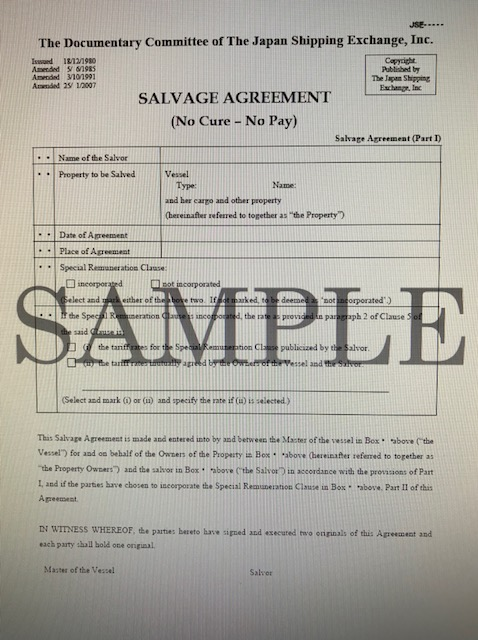 JSE-----
The Documentary Committee of The Japan Shipping Exchange, Inc.
Issued 18/12/1980
Amended 5/ 6/1985
Amended 3/10/1991
Amended 25/ 1/2007
Copyright.
Published by
The Japan Shipping
Exchange, Inc
SALVAGE AGREEMENT
(No Cure – No Pay)
Salvage Agreement (Part I)
Name of the Salvor
Property to be Salved
Vessel
Type: Name:
and her cargo and other property
(hereinafter referred to together as "the Property")
Date of Agreement
Place of Agreement
Special Remuneration Clause:
incorporated not incorporated
(Select and mark either of the above two. If not marked, to be deemed as 'not incorporated'.)
If the Special Remuneration Clause is incorporated, the rate as provided in paragraph 2 of Clause 5 of
the said Clause is:
(i) the tariff rates for the Special Remuneration Clause publicized by the Salvor.
(ii) the tariff rates mutually agreed by the Owners of the Vessel and the Salvor.
SAMPLE
(Select and mark (i) or (ii) and specify the rate if (ii) is selected.)
This Salvage Agreement is made and entered into by and between the Master of the vessel in Box・above ("the
Vessel") for and on behalf of the Owners of the Property in Box・above (hereinafter referred to together as
"the Property Owners") and the salvor in Box・above ("the Salvor") in accordance with the provisions of Part
I, and if the parties have chosen to incorporate the Special Remuneration Clause in Box・above, Part II of this
Agreement.
IN WITNESS WHEREOF, the parties hereto have signed and executed two originals of this Agreement and
each party shall hold one original.
Master of the Vessel Salvor